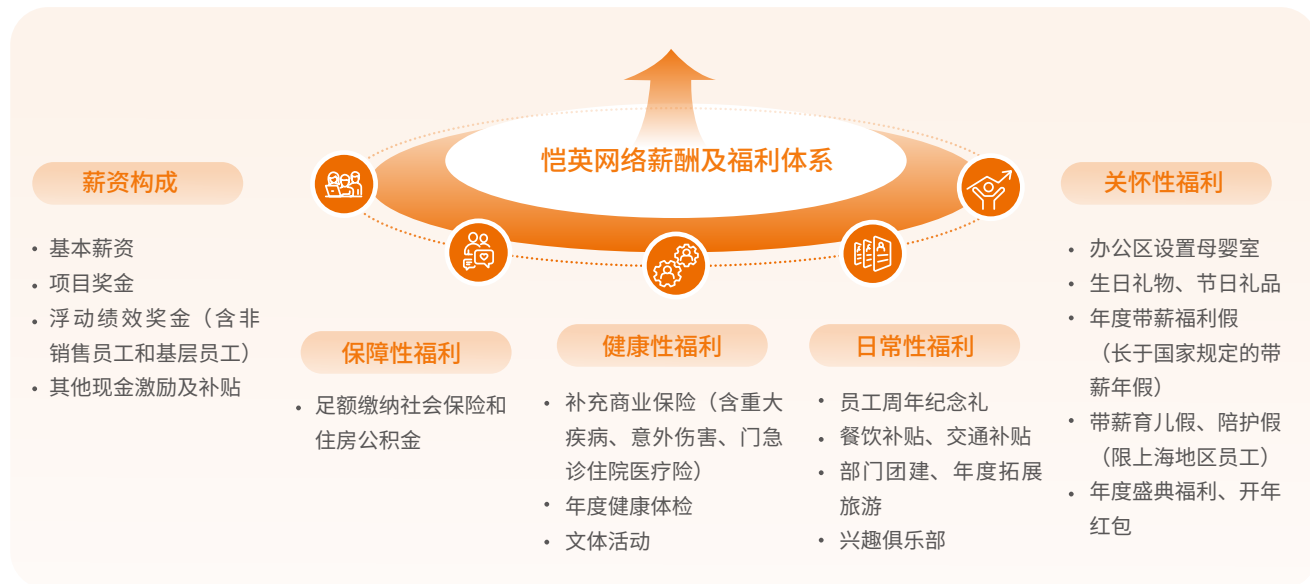 恺英网络薪酬及福利体系
薪资构成
• 基本薪资
• 项目奖金
• 浮动绩效奖金（含非
销售员工和基层员工）
• 其他现金激励及补贴
保障性福利
• 足额缴纳社会保险和
住房公积金
健康性福利
• 补充商业保险（含重大
疾病、意外伤害、门急
诊住院医疗险）
• 年度健康体检
• 文体活动
日常性福利
• 员工周年纪念礼
• 餐饮补贴、交通补贴
• 部门团建、年度拓展
旅游
• 兴趣俱乐部
关怀性福利
• 办公区设置母婴室
• 生日礼物、节日礼品
• 年度带薪福利假
（长于国家规定的带
薪年假）
• 带薪育儿假、陪护假
（限上海地区员工）
• 年度盛典福利、开年
红包